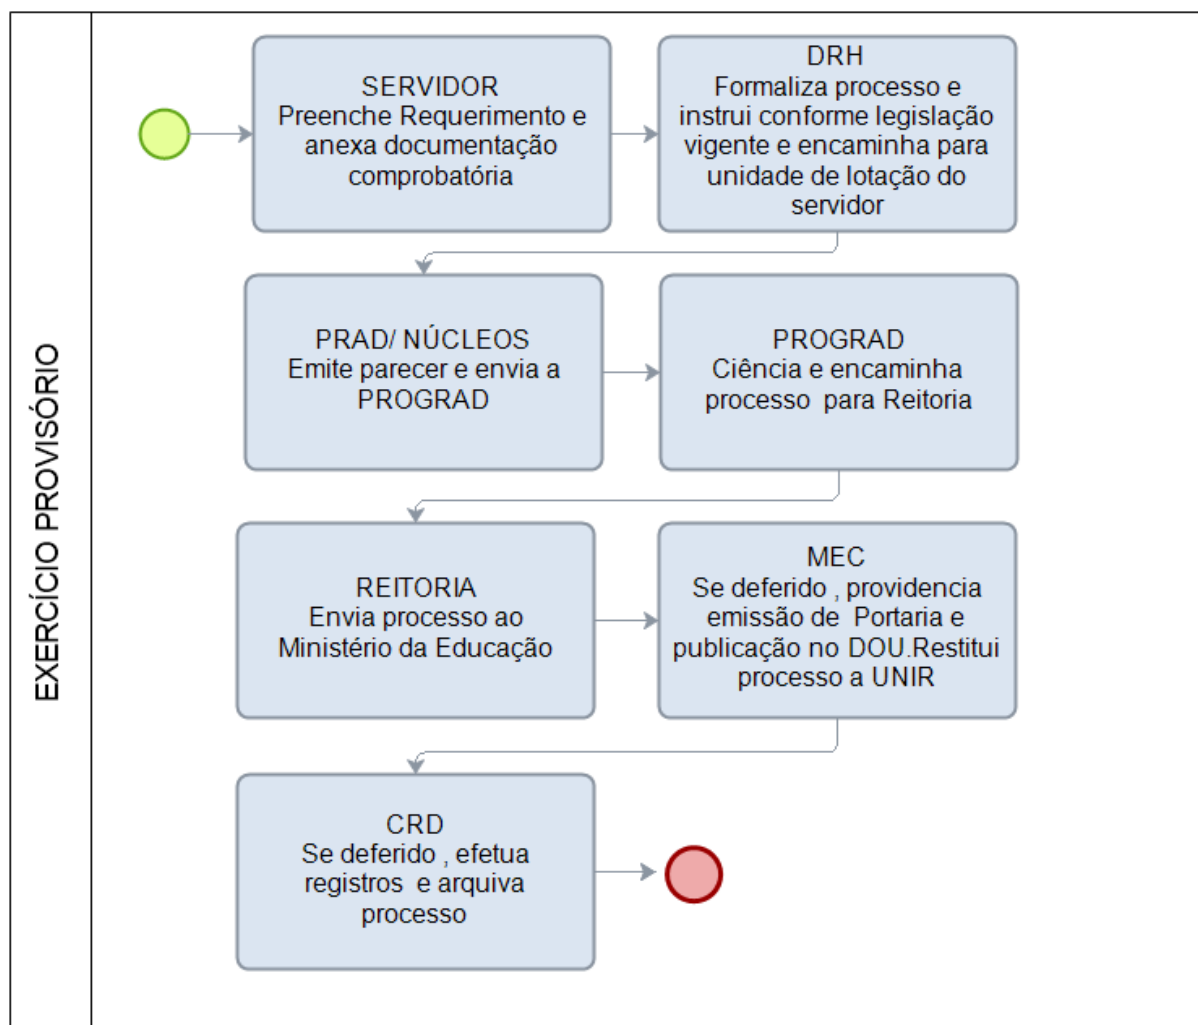 EXERCÍCIO PROVISÓRIO
SERVIDOR
Preenche Requerimento e
anexa documentação
comprobatória
DRH
Formaliza processo e
instrui conforme legislação
vigente e encaminha para
unidade de lotação do
servidor
PRAD/ NÚCLEOS
Emite parecer e envia a
PROGRAD
PROGRAD
Ciência e encaminha
processo para Reitoria
REITORIA
Envia processo ao
Ministério da Educação
MEC
Se deferido , providencia
emissão de Portaria e
publicação no DOU.Restitui
processo a UNIR
CRD
Se deferido , efetua
registros e arquiva
processo